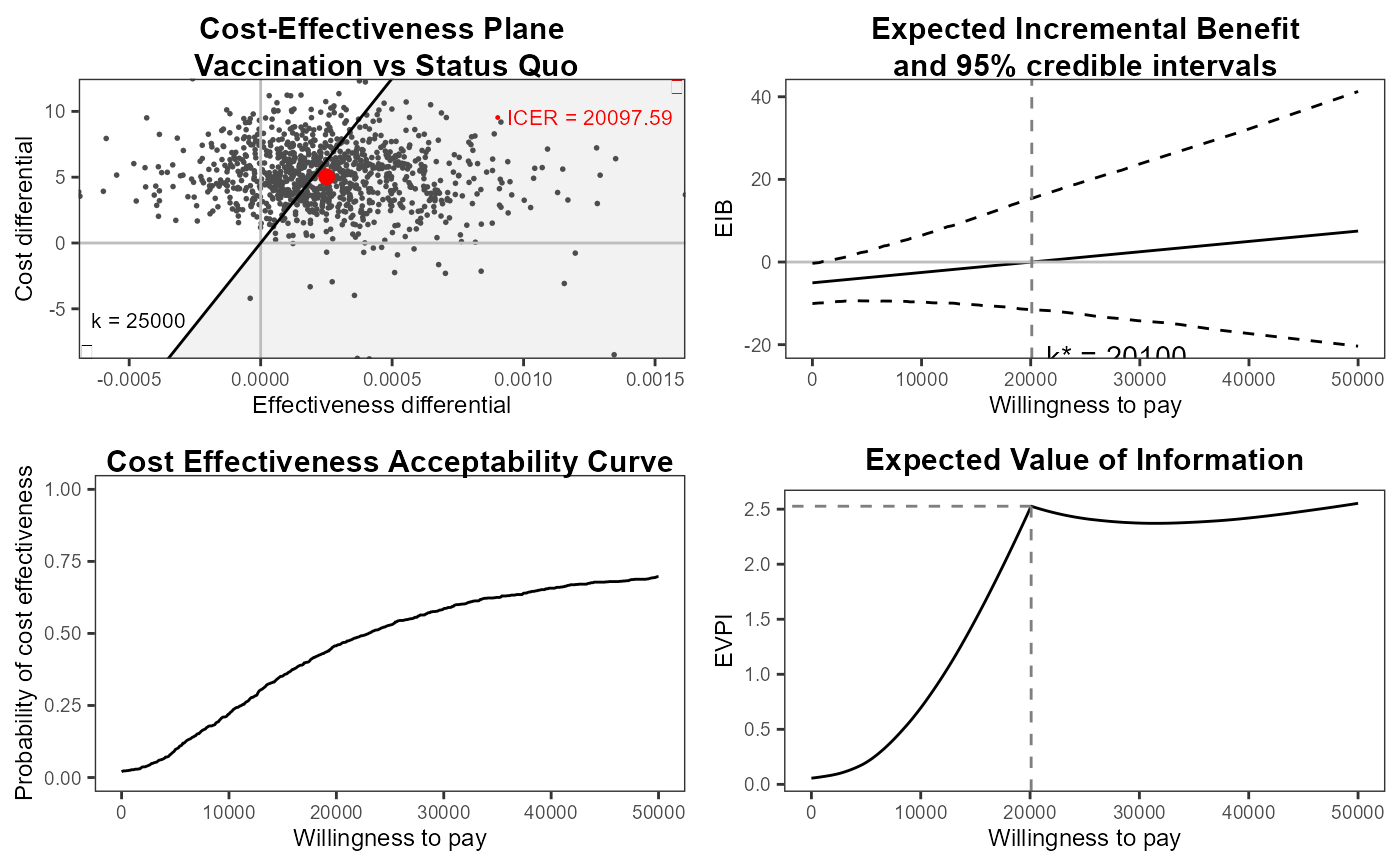 Cost-Effectiveness Plane
Vaccination vs Status Quo
10
5
0
-5
Cost differential
ICER = 20097.59
k = 25000
-0.0005
0.0000
0.0005
0.0010
0.0015
Effectiveness differential
Expected Incremental Benefit
and 95% credible intervals
40
20
0
-20
EIB
k* = 20100
0
10000
20000
30000
40000
50000
Willingness to pay
Cost Effectiveness Acceptability Curve
1.00
0.75
0.50
0.25
0.00
Probability of cost effectiveness
0
10000
20000
30000
40000
50000
Willingness to pay
Expected Value of Information
2.5
2.0
1.5
1.0
0.5
0.0
EVPI
0
10000
20000
30000
40000
50000
Willingness to pay